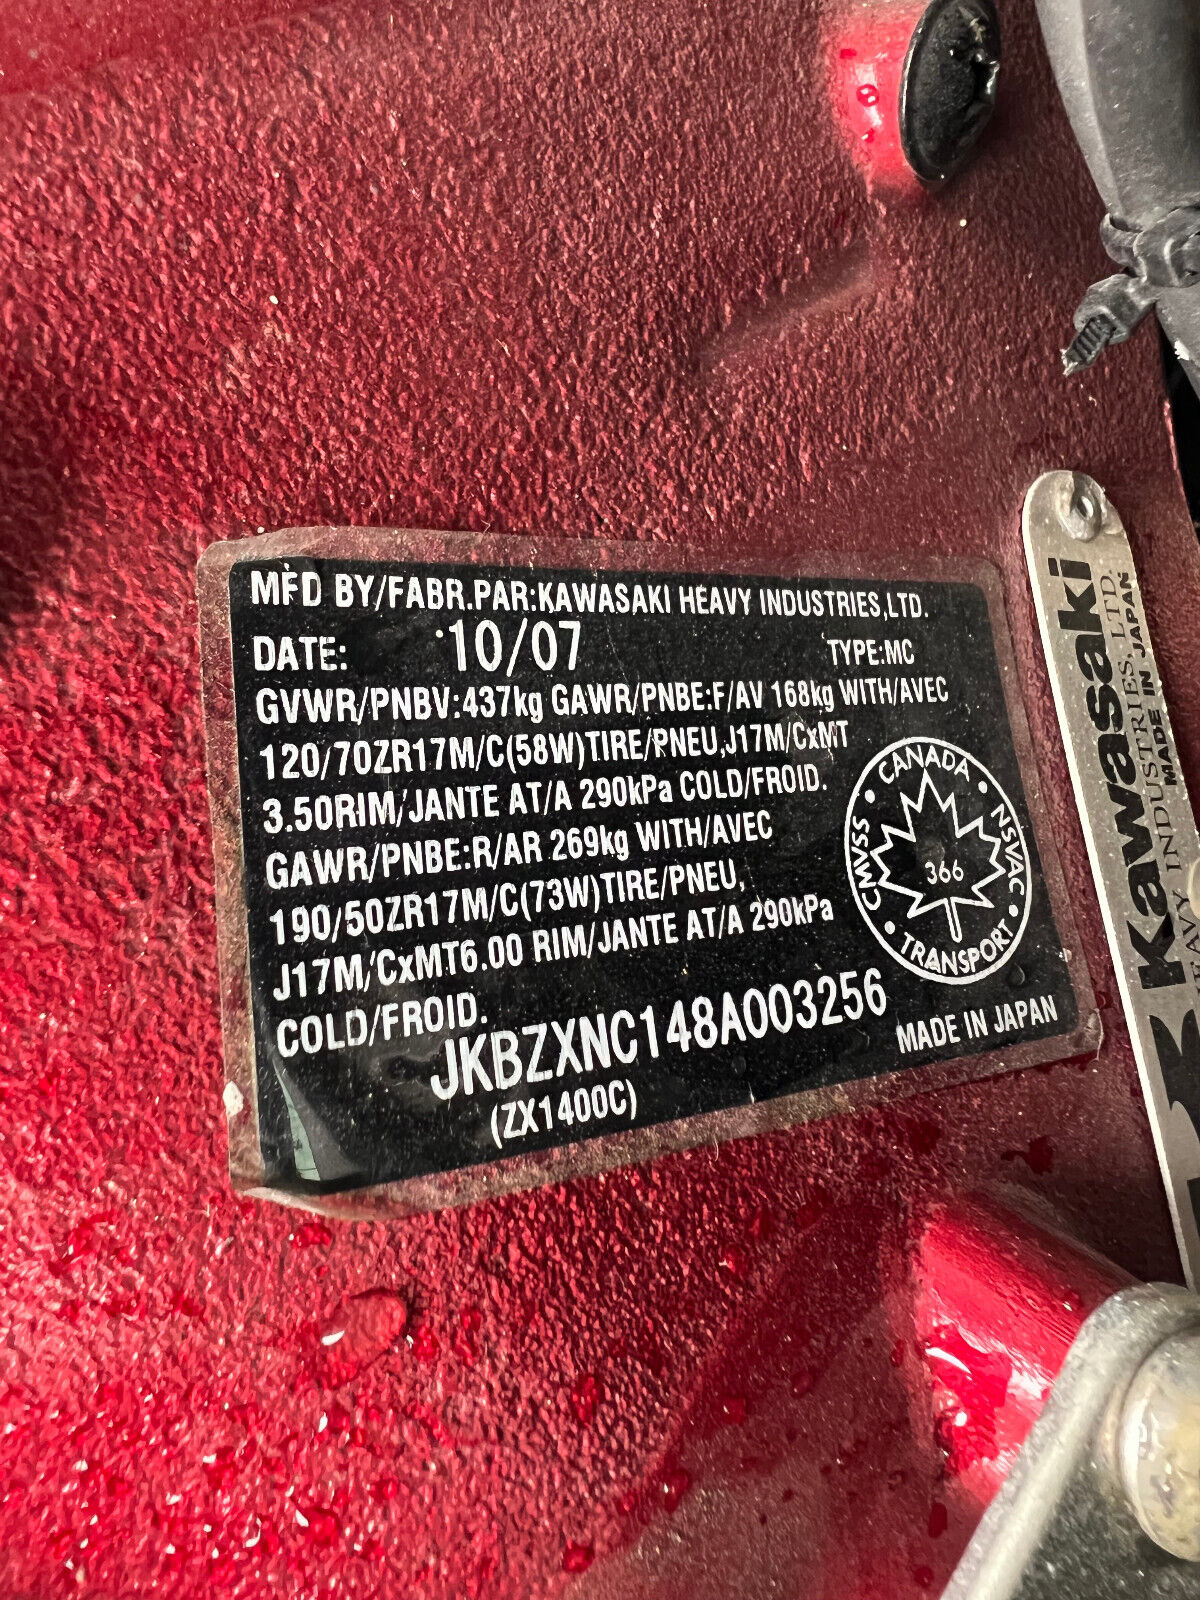 MFD BY/FABR.PAR:KAWASAKI HEAVY INDUSTRIES,LTD.
DATE: 10/07 TYPE:MC
GVWR/PNBV:437kg GAWR/PNBE:F/AV 168kg WITH/AVEC
120/70ZR17M/C(58W)TIRE/PNEU,J17M/CxMT
3.50RIM/JANTE AT/A 290kPa COLD/FROID.
GAWR/PNBE:R/AR 269kg WITH/AVEC
190/50ZR17M/C(73W)TIRE/PNEU,
J17M/CxMT6.00 RIM/JANTE AT/A 290kPa
COLD/FROID.
JKBZXNC148A003256
(ZX1400C)
MADE IN JAPAN
CANADA
NSVAC
TRANSPORT
CMVSS
366
Kawasaki
HEAVY INDUSTRIES, LTD.
MADE IN JAPAN